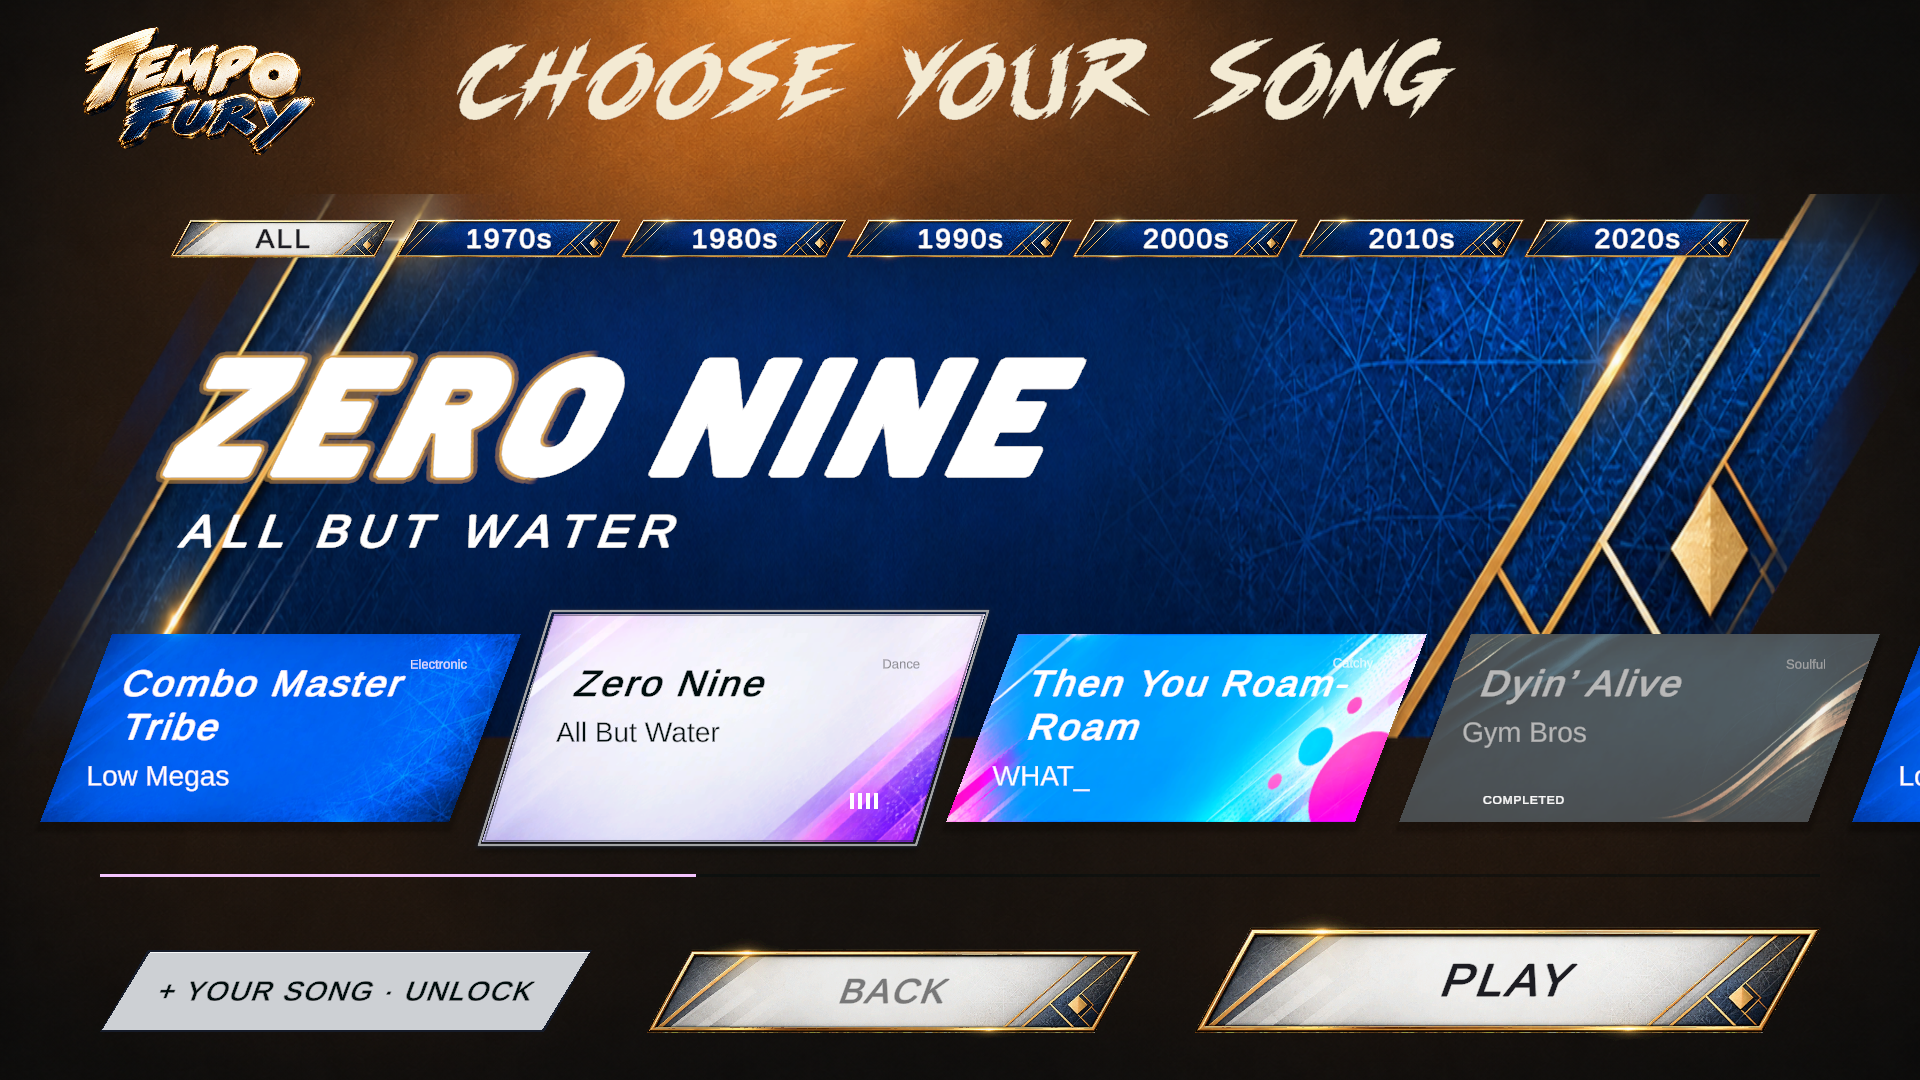 TEMPO
FURY
CHOOSE YOUR SONG
ALL
1970s
1980s
1990s
2000s
2010s
2020s
ZERO NINE
ALL BUT WATER
Electronic
Combo Master
Tribe
Low Megas
Dance
Zero Nine
All But Water
Catchy
Then You Roam-
Roam
WHAT_
Soulful
Dyin’ Alive
Gym Bros
COMPLETED
Lo
+ YOUR SONG · UNLOCK
BACK
PLAY